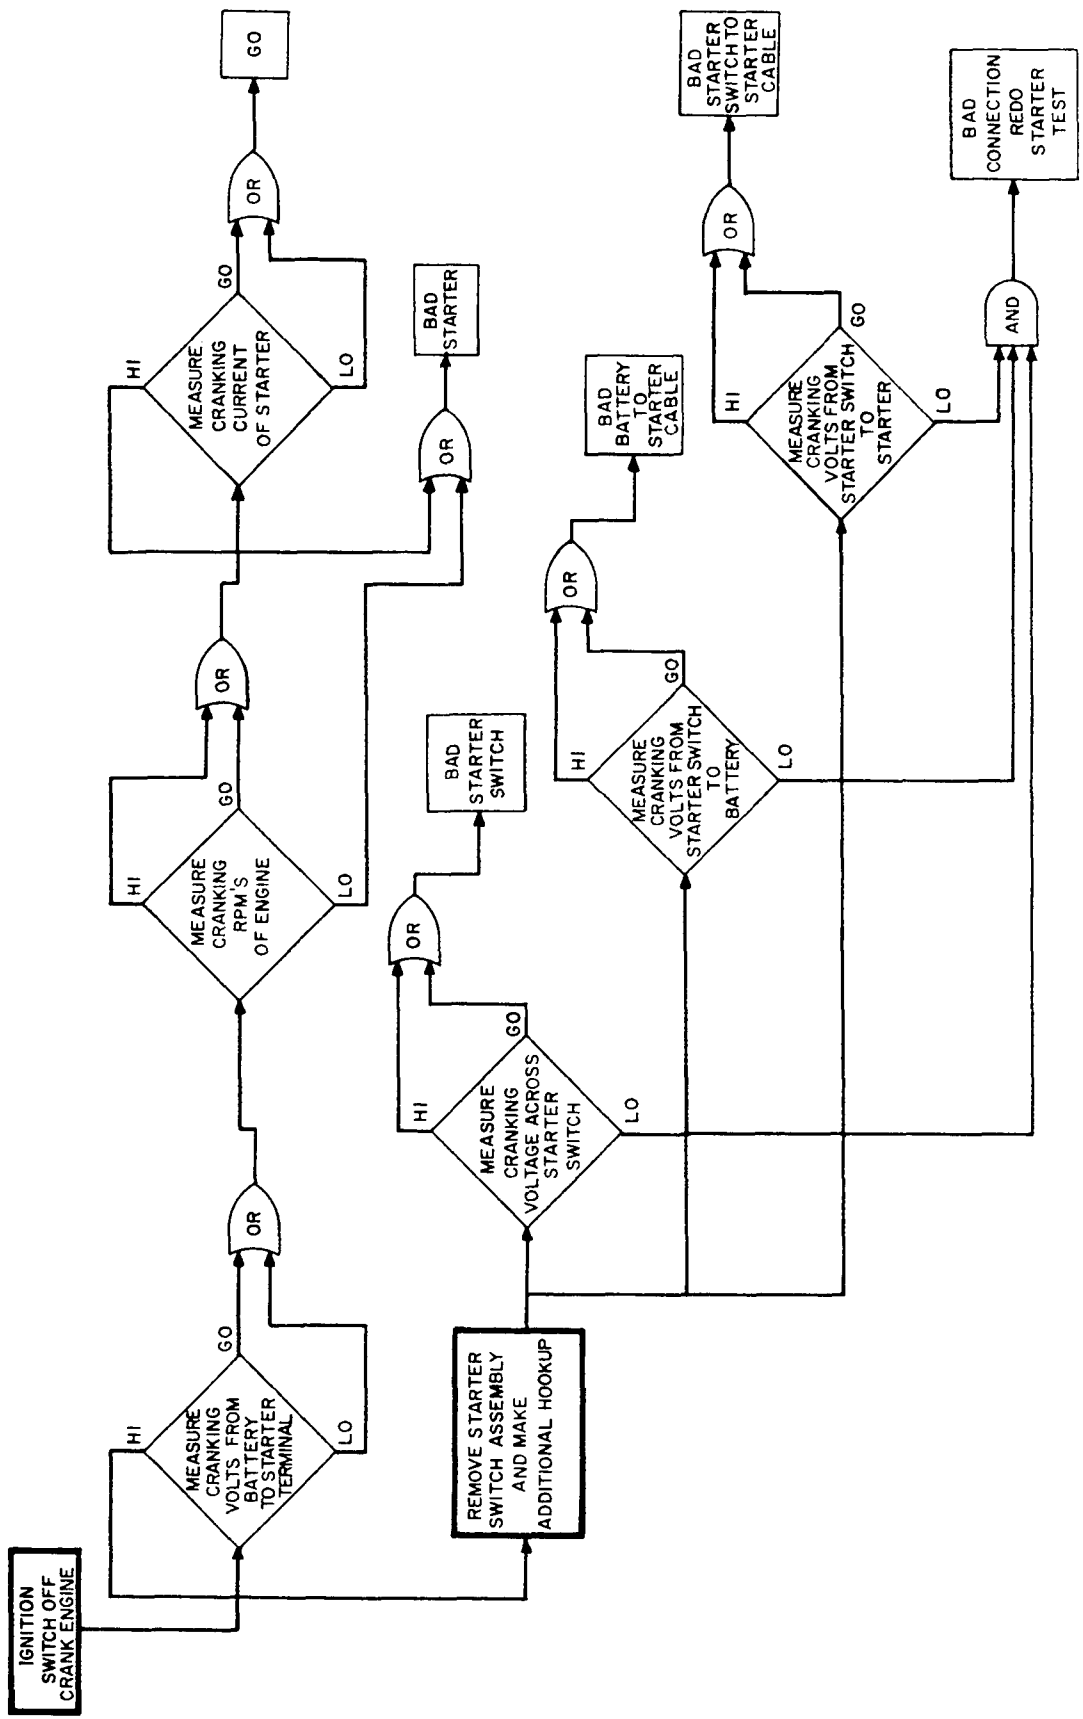 IGNITION
SWITCH OFF
CRANK ENGINE
MEASURE
CRANKING
VOLTS FROM
BATTERY
TO STARTER
TERMINAL
HI
GO
LO
OR
MEASURE
CRANKING
RPM'S
OF ENGINE
HI
GO
LO
OR
MEASURE
CRANKING
CURRENT
OF STARTER
HI
GO
LO
OR
GO
OR
BAD
STARTER
REMOVE STARTER
SWITCH ASSEMBLY
AND MAKE
ADDITIONAL HOOKUP
MEASURE
CRANKING
VOLTAGE ACROSS
STARTER
SWITCH
HI
GO
LO
OR
BAD
STARTER
SWITCH
MEASURE
CRANKING
VOLTS FROM
STARTER SWITCH
TO
BATTERY
HI
GO
LO
OR
BAD
BATTERY
TO
STARTER
CABLE
MEASURE
CRANKING
VOLTS FROM
STARTER SWITCH
TO
STARTER
HI
GO
LO
OR
BAD
STARTER
SWITCH TO
STARTER
CABLE
AND
BAD
CONNECTION
REDO
STARTER
TEST